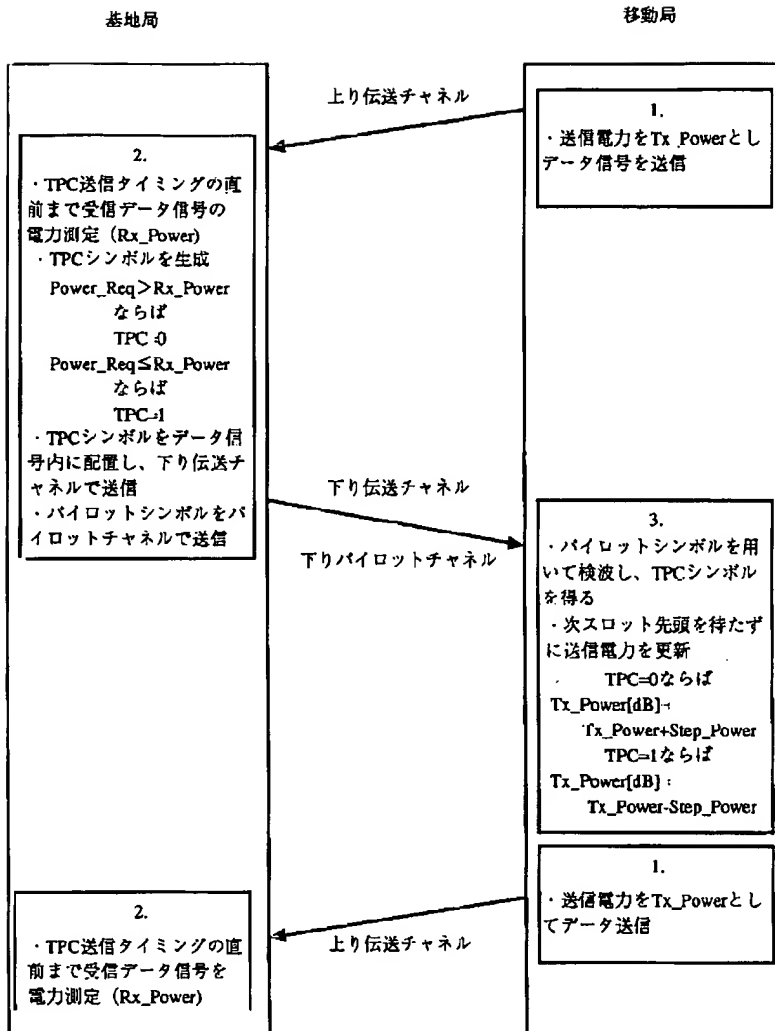 基地局
移動局
上り伝送チャネル
1.
・送信電力をTx_Powerとし
データ信号を送信
2.
・TPC送信タイミングの直
前まで受信データ信号の
電力測定（Rx_Power)
・TPCシンボルを生成
Power_Req>Rx_Power
ならば
TPC=0
Power_Req≦Rx_Power
ならば
TPC=1
・TPCシンボルをデータ信
号内に配置し、下り伝送チ
ャネルで送信
・パイロットシンボルをパ
イロットチャネルで送信
下り伝送チャネル
下りパイロットチャネル
3.
・パイロットシンボルを用
いて検波し、TPCシンボル
を得る
・次スロット先頭を待たず
に送信電力を更新
TPC=0ならば
Tx_Power[dB]=
Tx_Power+Step_Power
TPC=1ならば
Tx_Power[dB]=
Tx_Power-Step_Power
1.
・送信電力をTx_Powerとし
てデータ送信
上り伝送チャネル
2.
・TPC送信タイミングの直
前まで受信データ信号を
電力測定（Rx_Power)